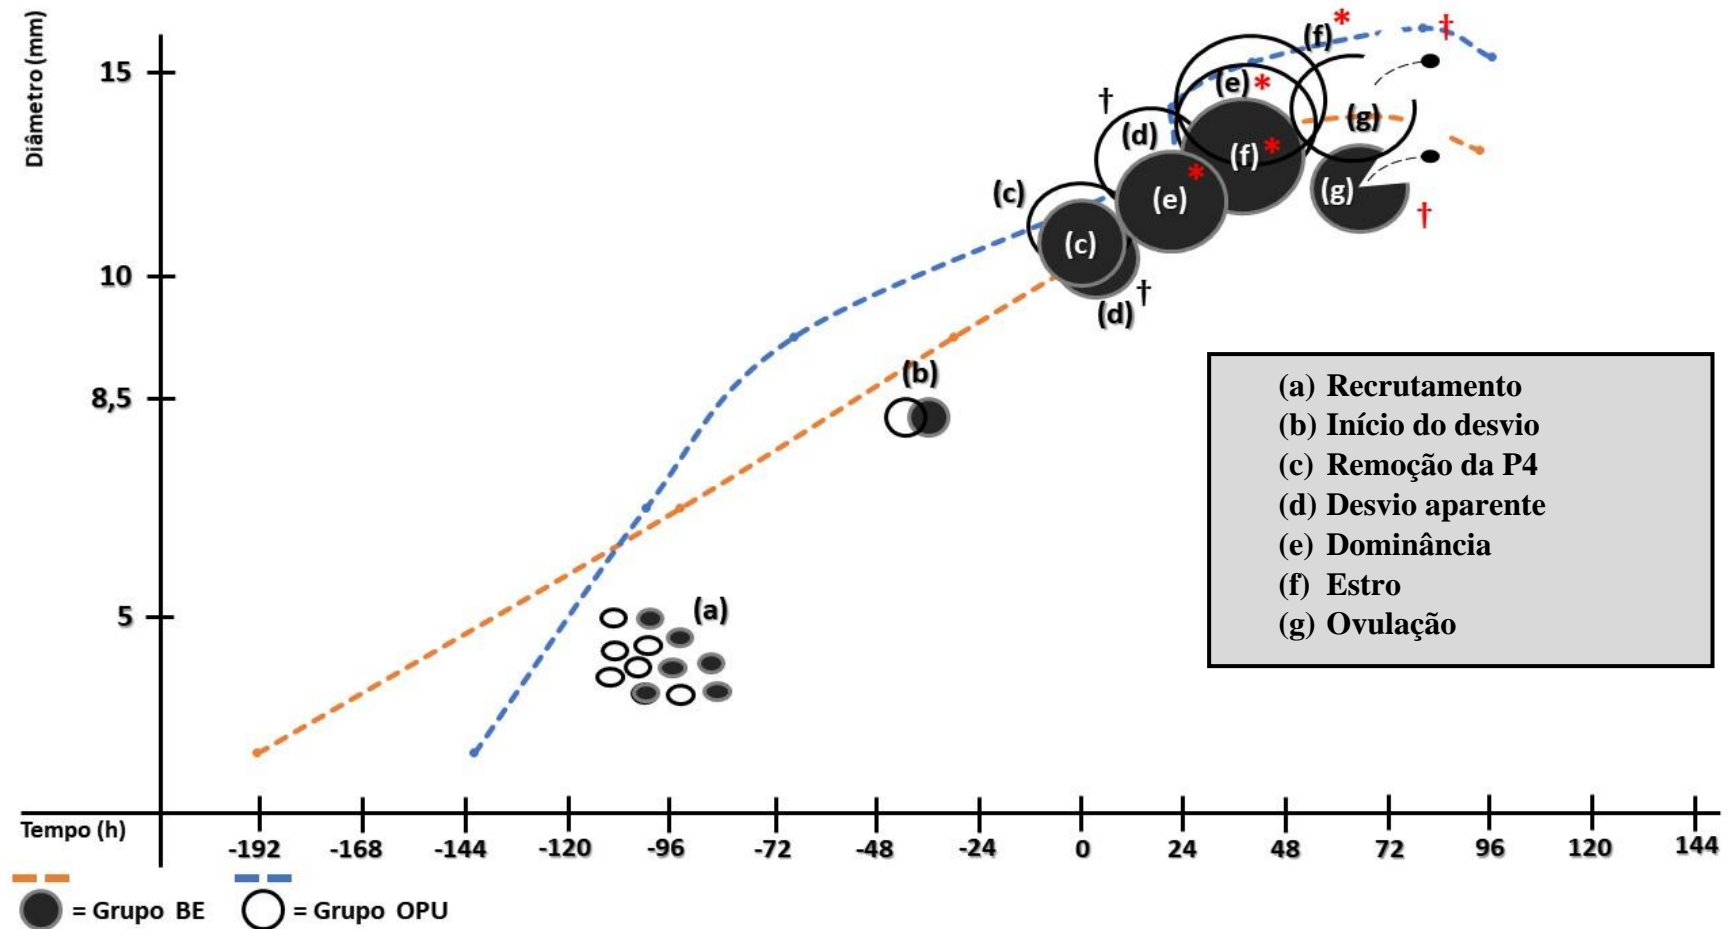 Diâmetro (mm)
15
10
8,5
5
(a)
(b)
(c)
(c)
†
(d)
(d)
†
(e)
*
(e)
*
(f)
*
(f)
*
†
(g)
(g)
†
(a) Recrutamento
(b) Início do desvio
(c) Remoção da P4
(d) Desvio aparente
(e) Dominância
(f) Estro
(g) Ovulação
Tempo (h)
-192 -168 -144 -120 -96 -72 -48 -24 0 24 48 72 96 120 144
= Grupo BE = Grupo OPU